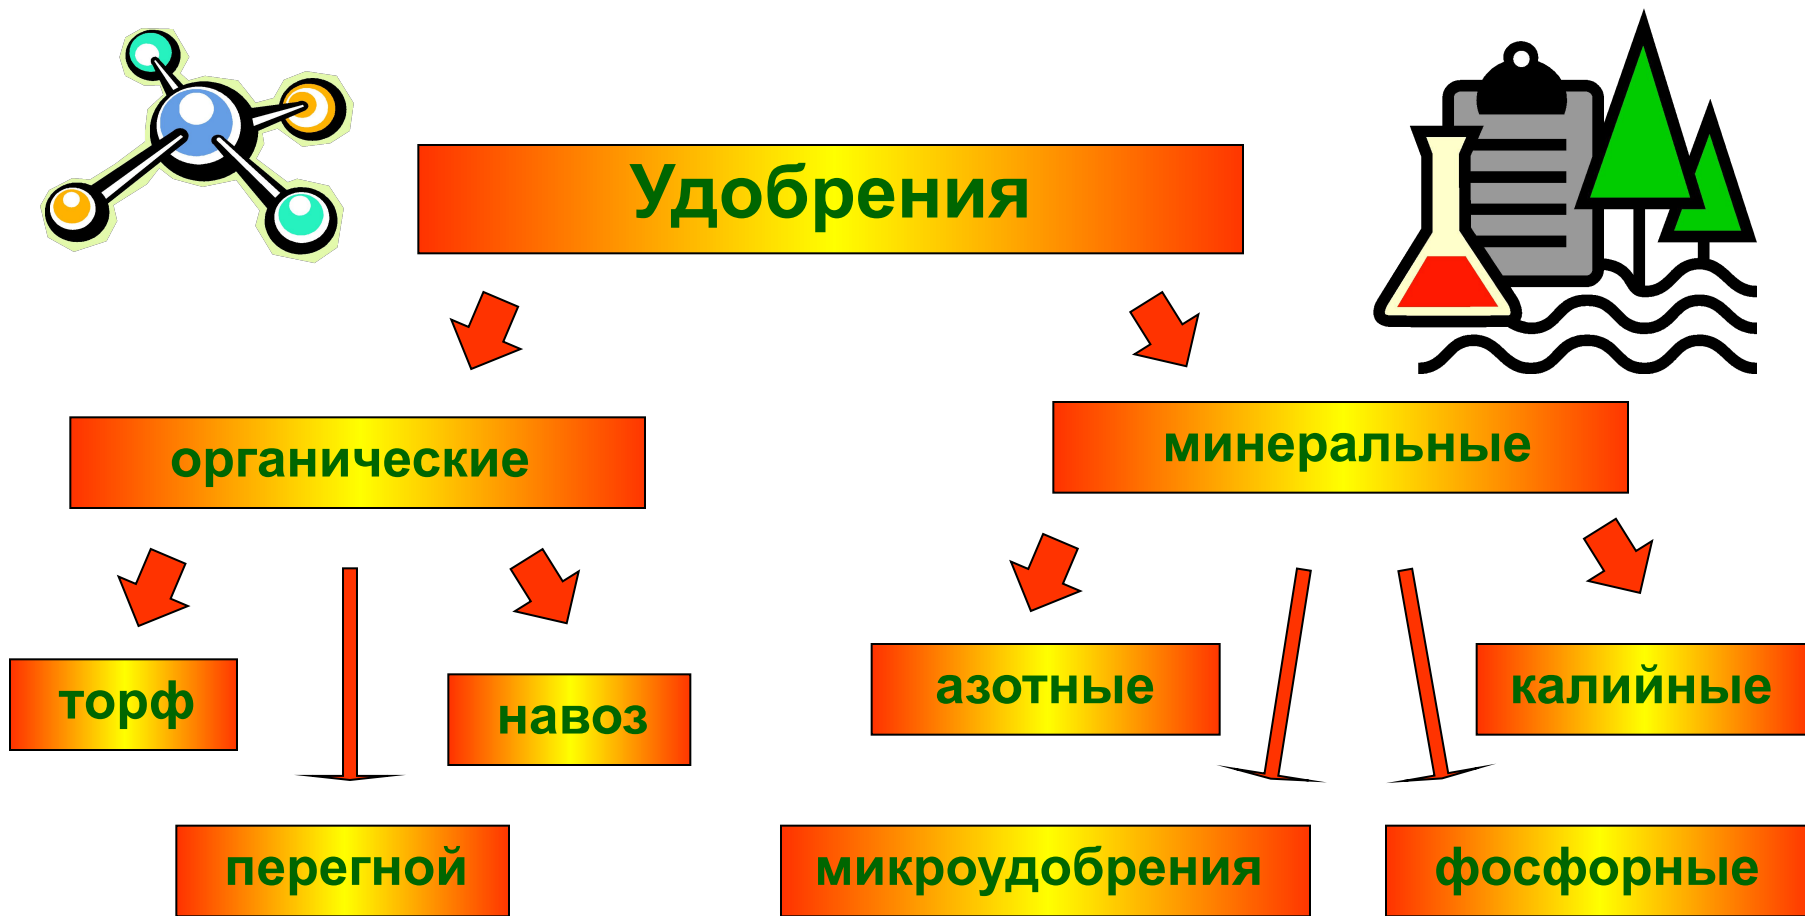 Удобрения
органические
минеральные
торф
навоз
азотные
калийные
перегной
микроудобрения
фосфорные